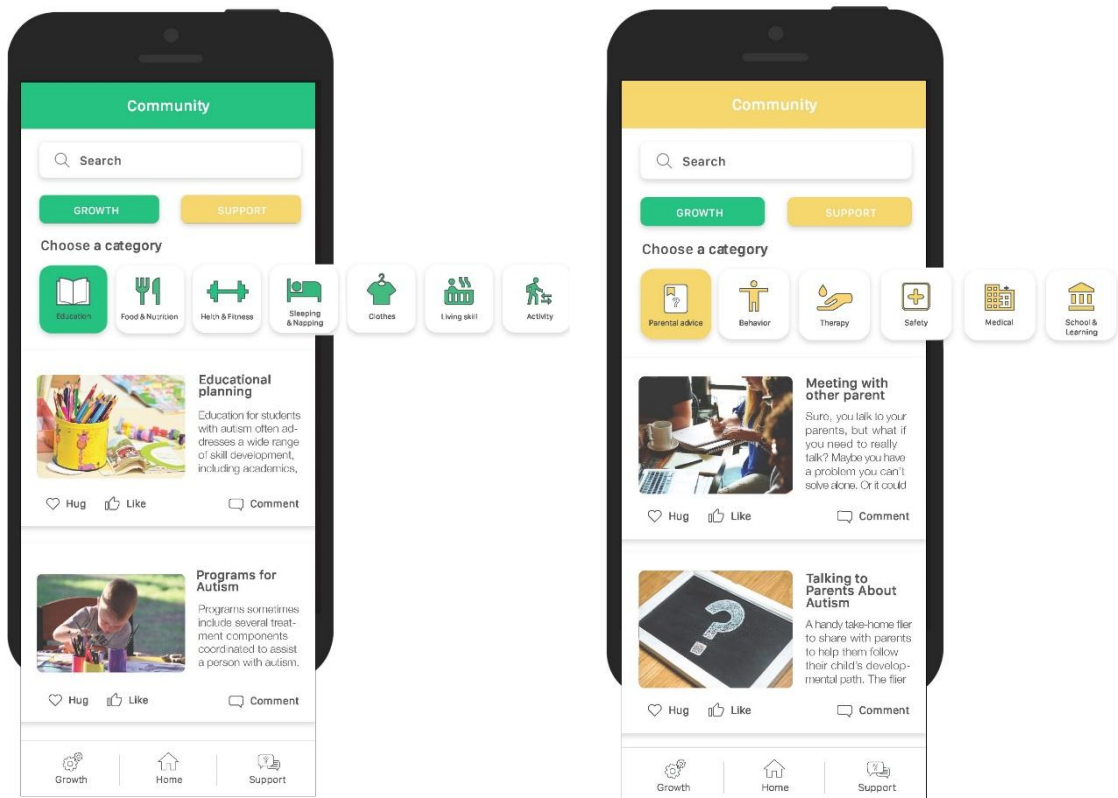 Community
Search
GROWTH
SUPPORT
Choose a category
Education
Food & Nutrition
Helth & Fitness
Sleeping
& Napping
Clothes
Living skill
Activity
Educational
planning
Education for students
with autism often ad-
dresses a wide range
of skill development,
including academics,
Hug
Like
Comment
Programs for
Autism
Programs sometimes
include several treat-
ment components
coordinated to assist
a person with autism.
Hug
Like
Comment
Growth
Home
Support
Community
Search
GROWTH
SUPPORT
Choose a category
Parental advice
Behavior
Therapy
Safety
Medical
School &
Learning
Meeting with
other parent
Sure, you talk to your
parents, but what if
you need to really
talk? Maybe you have
a problem you can't
solve alone. Or it could
Hug
Like
Comment
Talking to
Parents About
Autism
A handy take-home flier
to share with parents
to help them follow
their child's develop-
mental path. The flier
Hug
Like
Comment
Growth
Home
Support